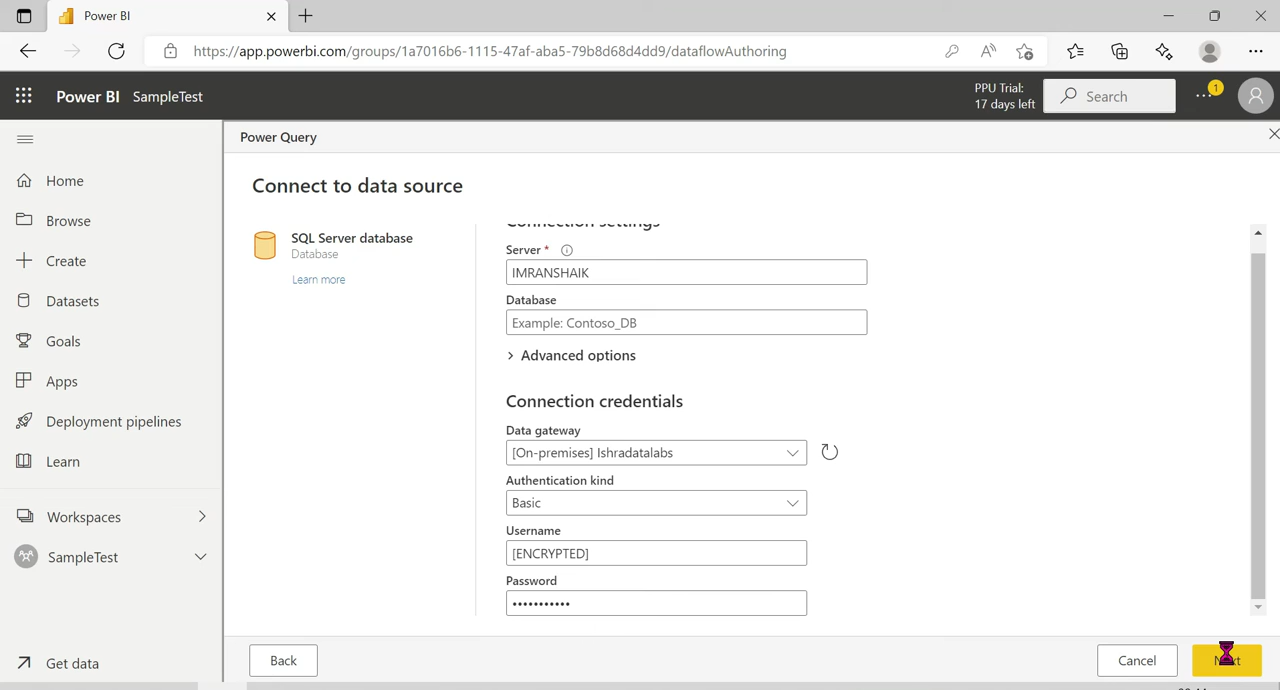 Power BI
https://app.powerbi.com/groups/1a7016b6-1115-47af-aba5-79b8d68d4dd9/dataflowAuthoring
Power BI SampleTest
PPU Trial:
17 days left
Search
1
Power Query
Home
Browse
Create
Datasets
Goals
Apps
Deployment pipelines
Learn
Workspaces
SampleTest
Get data
Connect to data source
SQL Server database
Database
Learn more
Connection settings
Server *
IMRANSHAIK
Database
Example: Contoso_DB
Advanced options
Connection credentials
Data gateway
[On-premises] Ishradatalabs
Authentication kind
Basic
Username
[ENCRYPTED]
Password
•••••••••••
Back
Cancel
Next